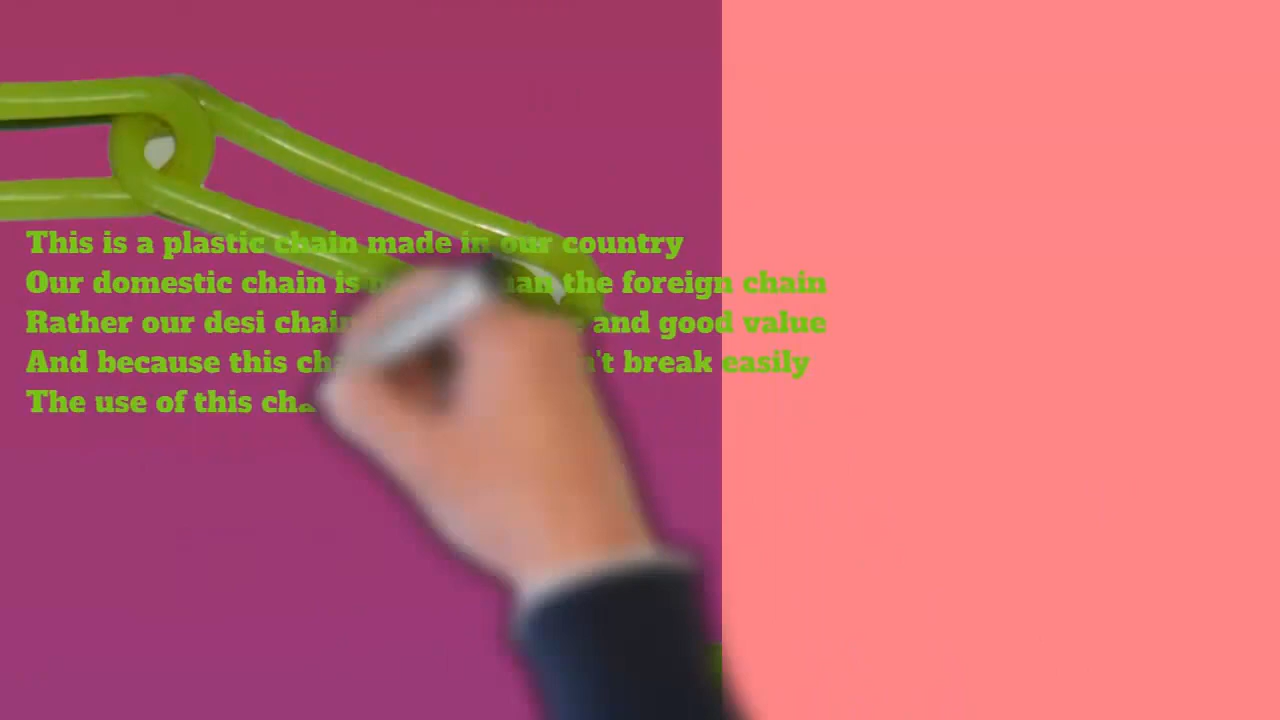 This is a plastic chain made in our country
Our domestic chain is the foreign chain
Rather our desi chain and good value
And because this break easily
The use of this